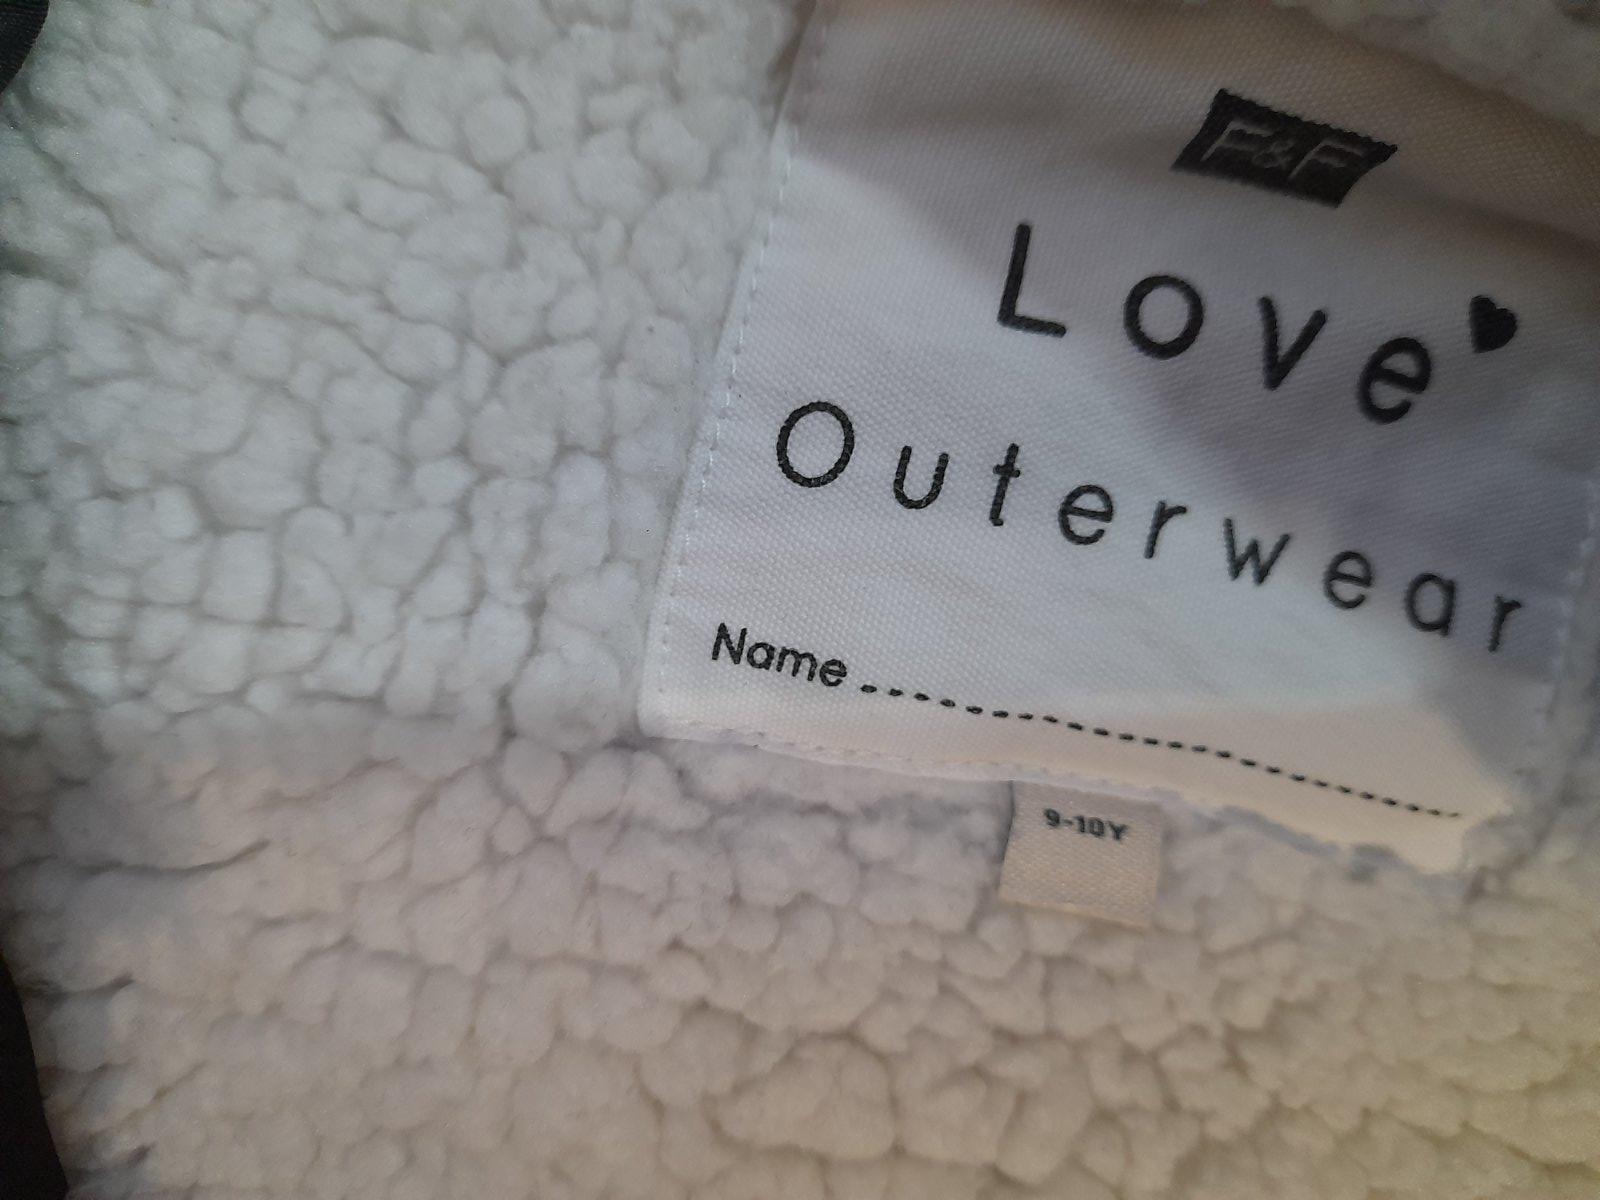 F&F
Love♥
Outerwear
Name..............................
9-10Y